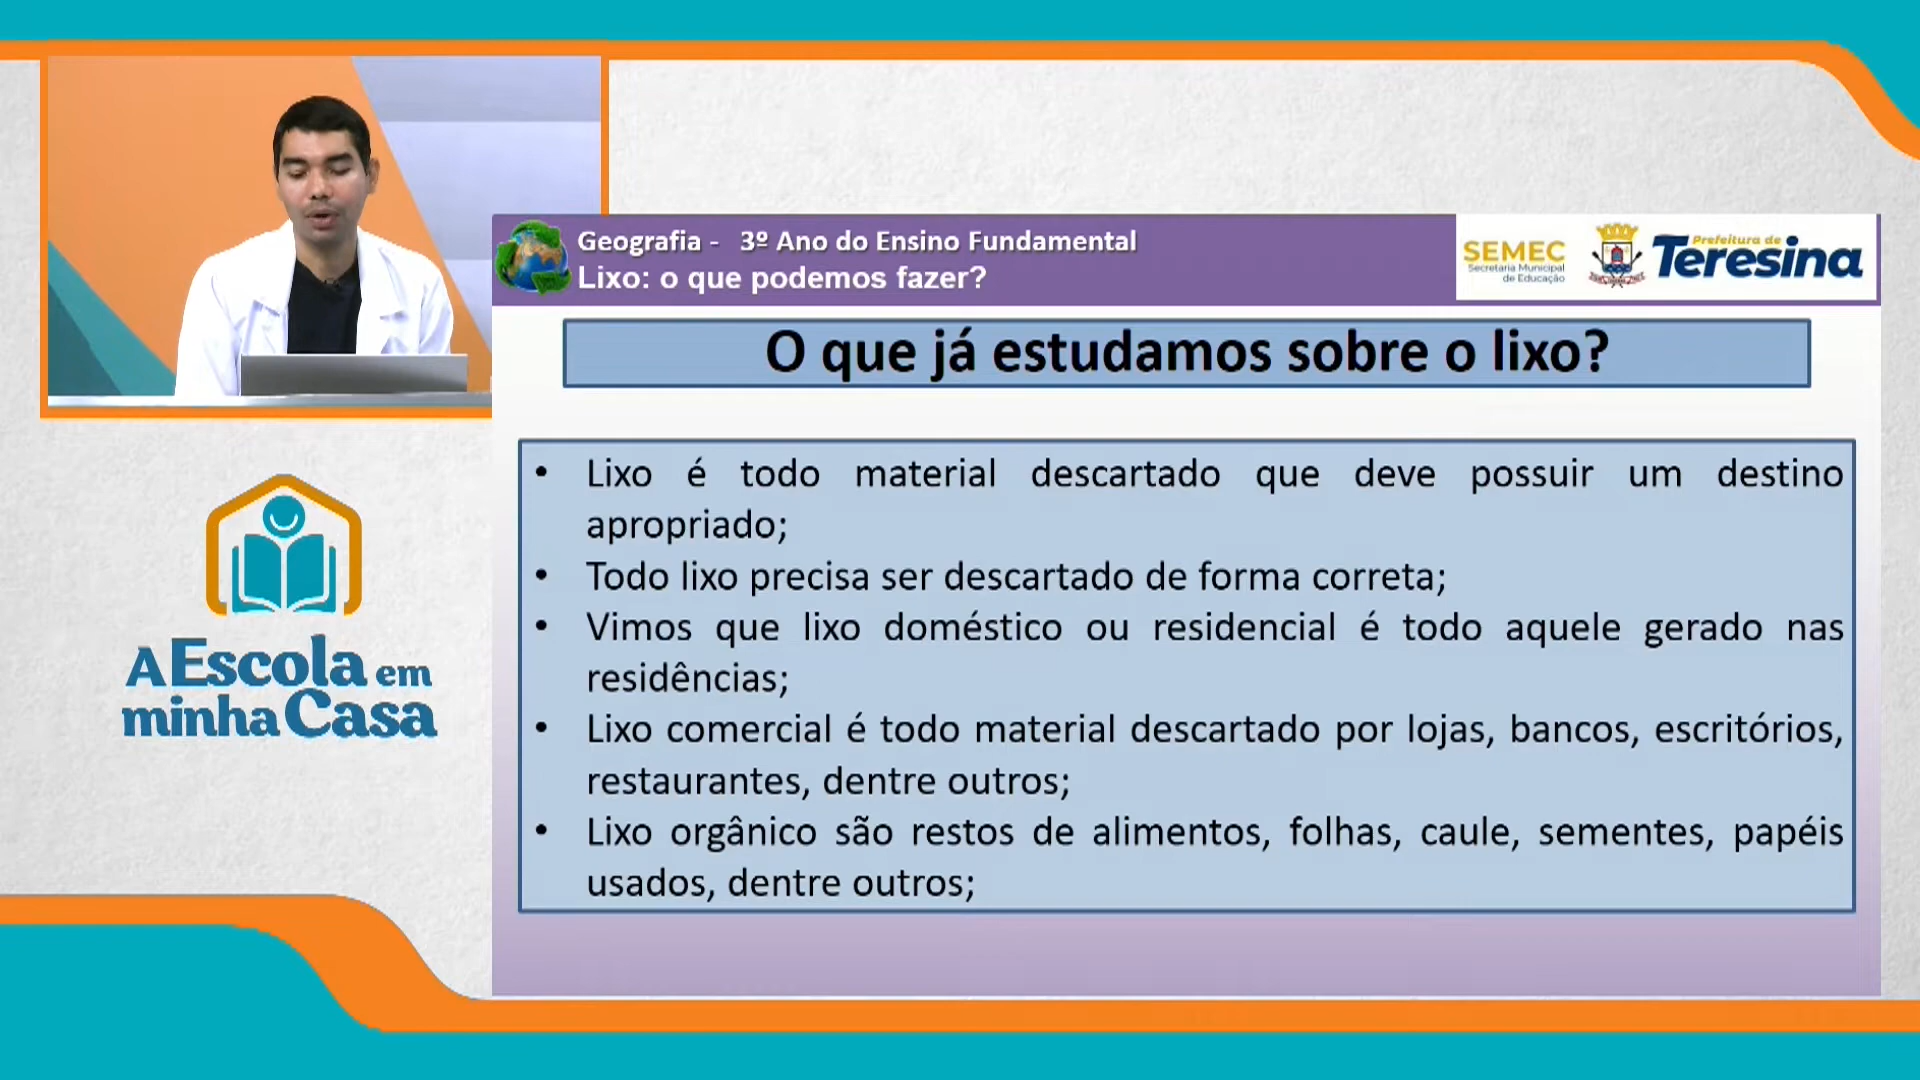 Geografia - 3º Ano do Ensino Fundamental
Lixo: o que podemos fazer?
SEMEC
Secretaria Municipal
de Educação
Prefeitura de
Teresina
O que já estudamos sobre o lixo?
• Lixo é todo material descartado que deve possuir um destino
apropriado;
• Todo lixo precisa ser descartado de forma correta;
• Vimos que lixo doméstico ou residencial é todo aquele gerado nas
residências;
• Lixo comercial é todo material descartado por lojas, bancos, escritórios,
restaurantes, dentre outros;
• Lixo orgânico são restos de alimentos, folhas, caule, sementes, papéis
usados, dentre outros;
A Escola em
minha Casa